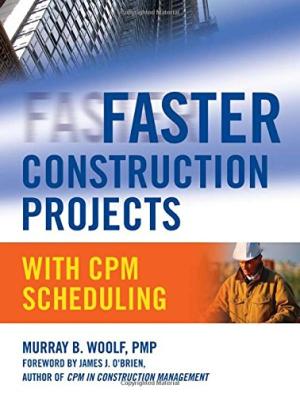 FASTER
CONSTRUCTION
PROJECTS
WITH CPM
SCHEDULING
MURRAY B. WOOLF, PMP
FOREWORD BY JAMES J. O'BRIEN,
AUTHOR OF CPM IN CONSTRUCTION MANAGEMENT